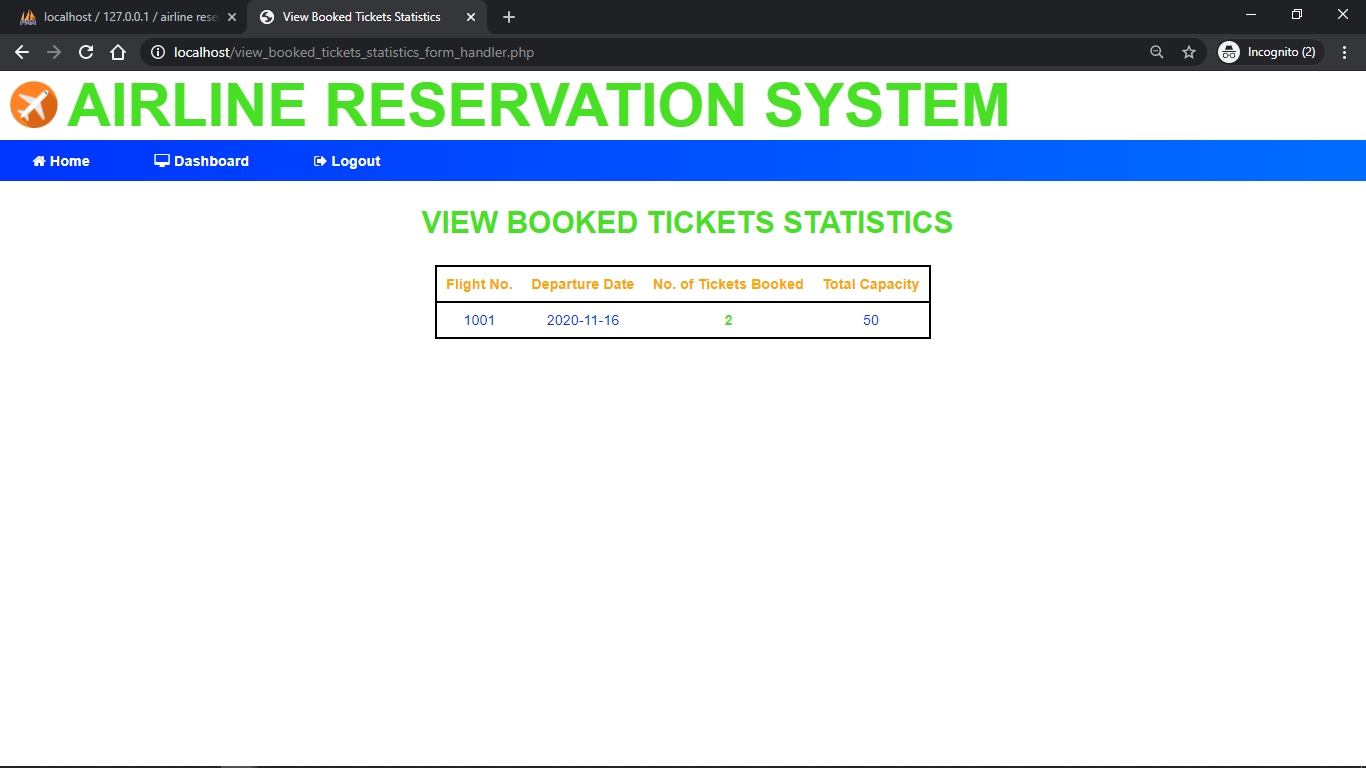 localhost / 127.0.0.1 / airline rese
View Booked Tickets Statistics
localhost/view_booked_tickets_statistics_form_handler.php
Incognito (2)
AIRLINE RESERVATION SYSTEM
Home Dashboard Logout
VIEW BOOKED TICKETS STATISTICS
Flight No. Departure Date No. of Tickets Booked Total Capacity
1001 2020-11-16 2 50